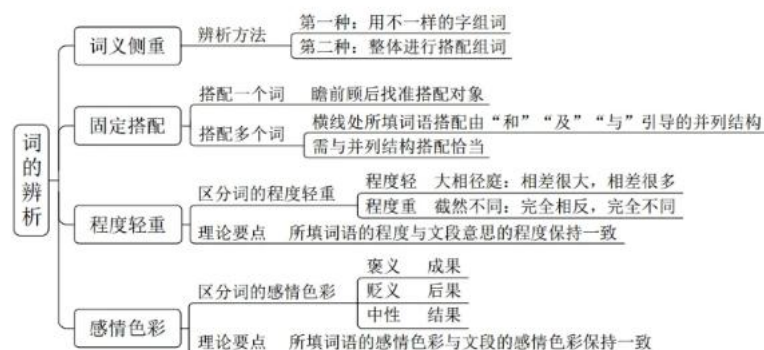 词的辨析
词义侧重
辨析方法
第一种：用不一样的字组词
第二种：整体进行搭配组词
固定搭配
搭配一个词 瞻前顾后找准搭配对象
搭配多个词
横线处所填词语搭配由“和”“及”“与”引导的并列结构
需与并列结构搭配恰当
程度轻重
区分词的程度轻重
程度轻 大相径庭：相差很大，相差很多
程度重 截然不同：完全相反，完全不同
理论要点 所填词语的程度与文段意思的程度保持一致
感情色彩
区分词的感情色彩
褒义 成果
贬义 后果
中性 结果
理论要点 所填词语的感情色彩与文段的感情色彩保持一致